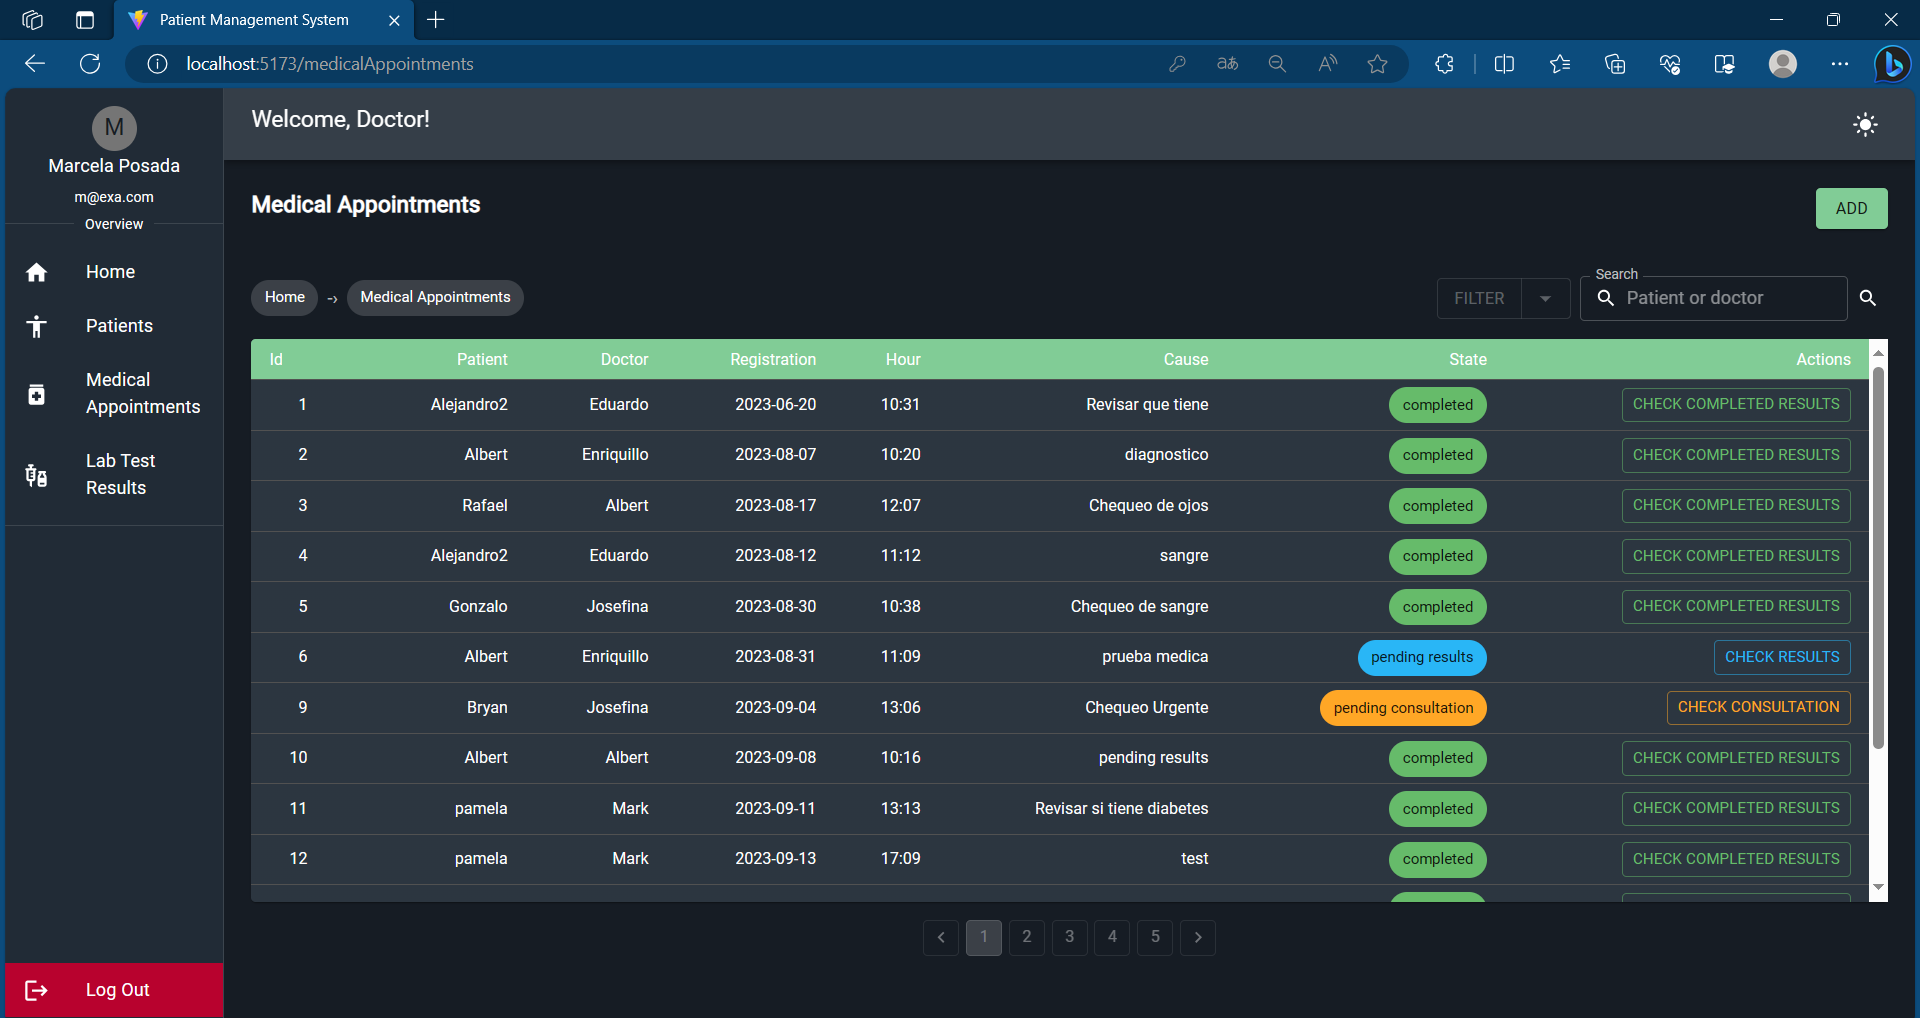 Patient Management System
localhost:5173/medicalAppointments
M
Marcela Posada
m@exa.com
Overview
Home
Patients
Medical
Appointments
Lab Test
Results
Log Out
Welcome, Doctor!
Medical Appointments
ADD
Home -> Medical Appointments
FILTER
Search
Patient or doctor
Id Patient Doctor Registration Hour Cause State Actions
1 Alejandro2 Eduardo 2023-06-20 10:31 Revisar que tiene completed CHECK COMPLETED RESULTS
2 Albert Enriquillo 2023-08-07 10:20 diagnostico completed CHECK COMPLETED RESULTS
3 Rafael Albert 2023-08-17 12:07 Chequeo de ojos completed CHECK COMPLETED RESULTS
4 Alejandro2 Eduardo 2023-08-12 11:12 sangre completed CHECK COMPLETED RESULTS
5 Gonzalo Josefina 2023-08-30 10:38 Chequeo de sangre completed CHECK COMPLETED RESULTS
6 Albert Enriquillo 2023-08-31 11:09 prueba medica pending results CHECK RESULTS
9 Bryan Josefina 2023-09-04 13:06 Chequeo Urgente pending consultation CHECK CONSULTATION
10 Albert Albert 2023-09-08 10:16 pending results completed CHECK COMPLETED RESULTS
11 pamela Mark 2023-09-11 13:13 Revisar si tiene diabetes completed CHECK COMPLETED RESULTS
12 pamela Mark 2023-09-13 17:09 test completed CHECK COMPLETED RESULTS
1 2 3 4 5